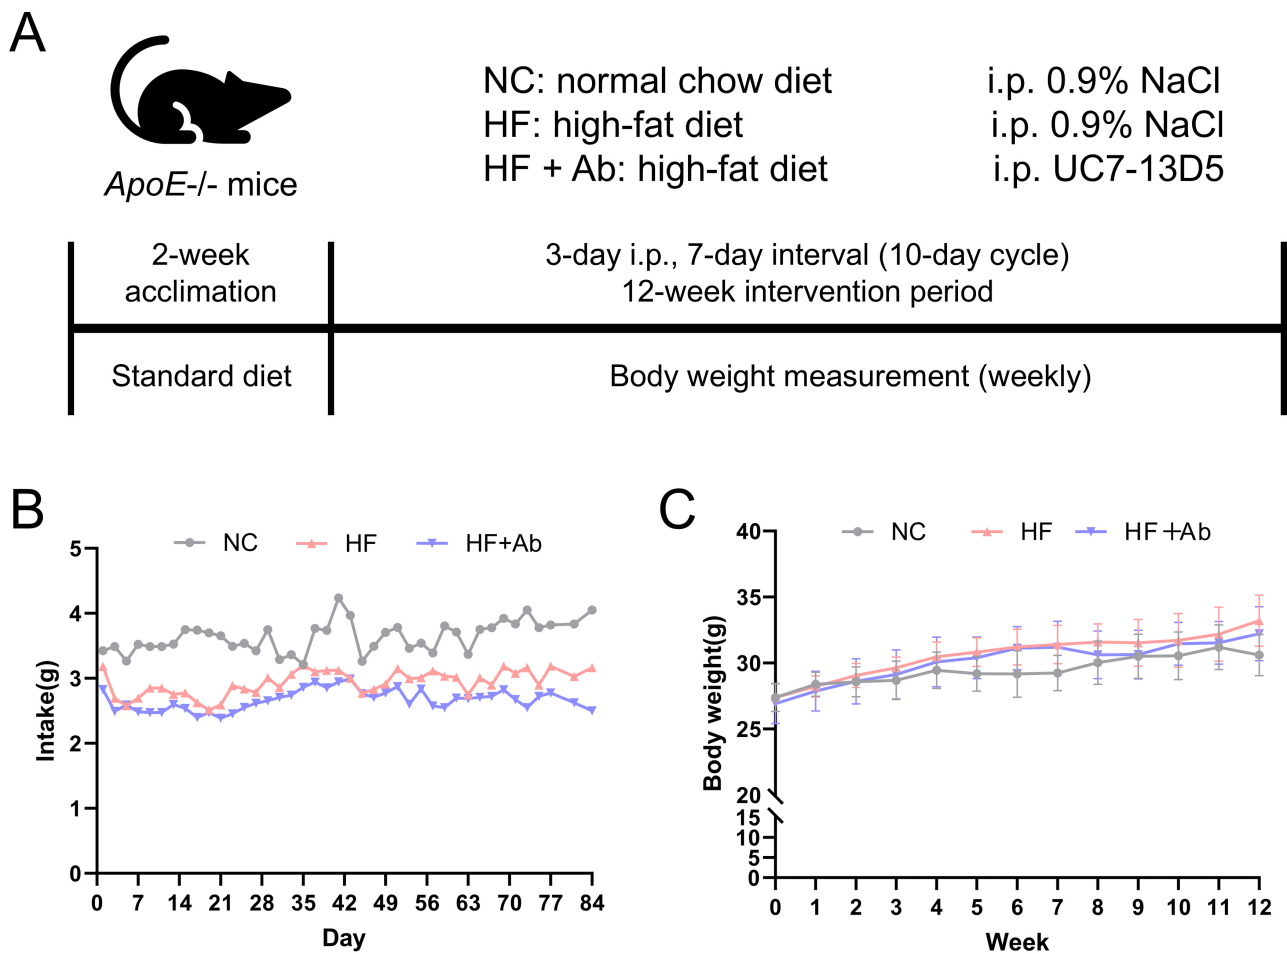 A
NC: normal chow diet i.p. 0.9% NaCl
HF: high-fat diet i.p. 0.9% NaCl
HF + Ab: high-fat diet i.p. UC7-13D5
ApoE-/- mice
2-week
acclimation
3-day i.p., 7-day interval (10-day cycle)
12-week intervention period
Standard diet
Body weight measurement (weekly)
B
NC HF HF+Ab
Intake(g)
5
4
3
2
1
0
0 7 14 21 28 35 42 49 56 63 70 77 84
Day
C
NC HF HF+Ab
Body weight(g)
40
35
30
25
20
15
10
5
0
0 1 2 3 4 5 6 7 8 9 10 11 12
Week